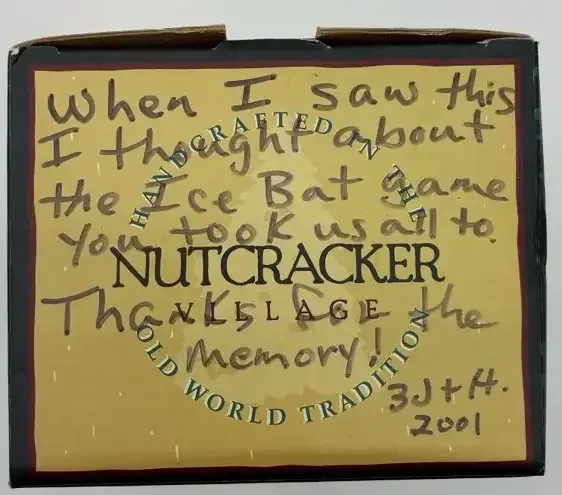 When I saw this
I thought about
the Ice Bat game
you took us all to.
Thanks for the
memory!
3J + H.
2001
HANDCRAFTED IN THE
NUTCRACKER
VILLAGE
OLD WORLD TRADITION